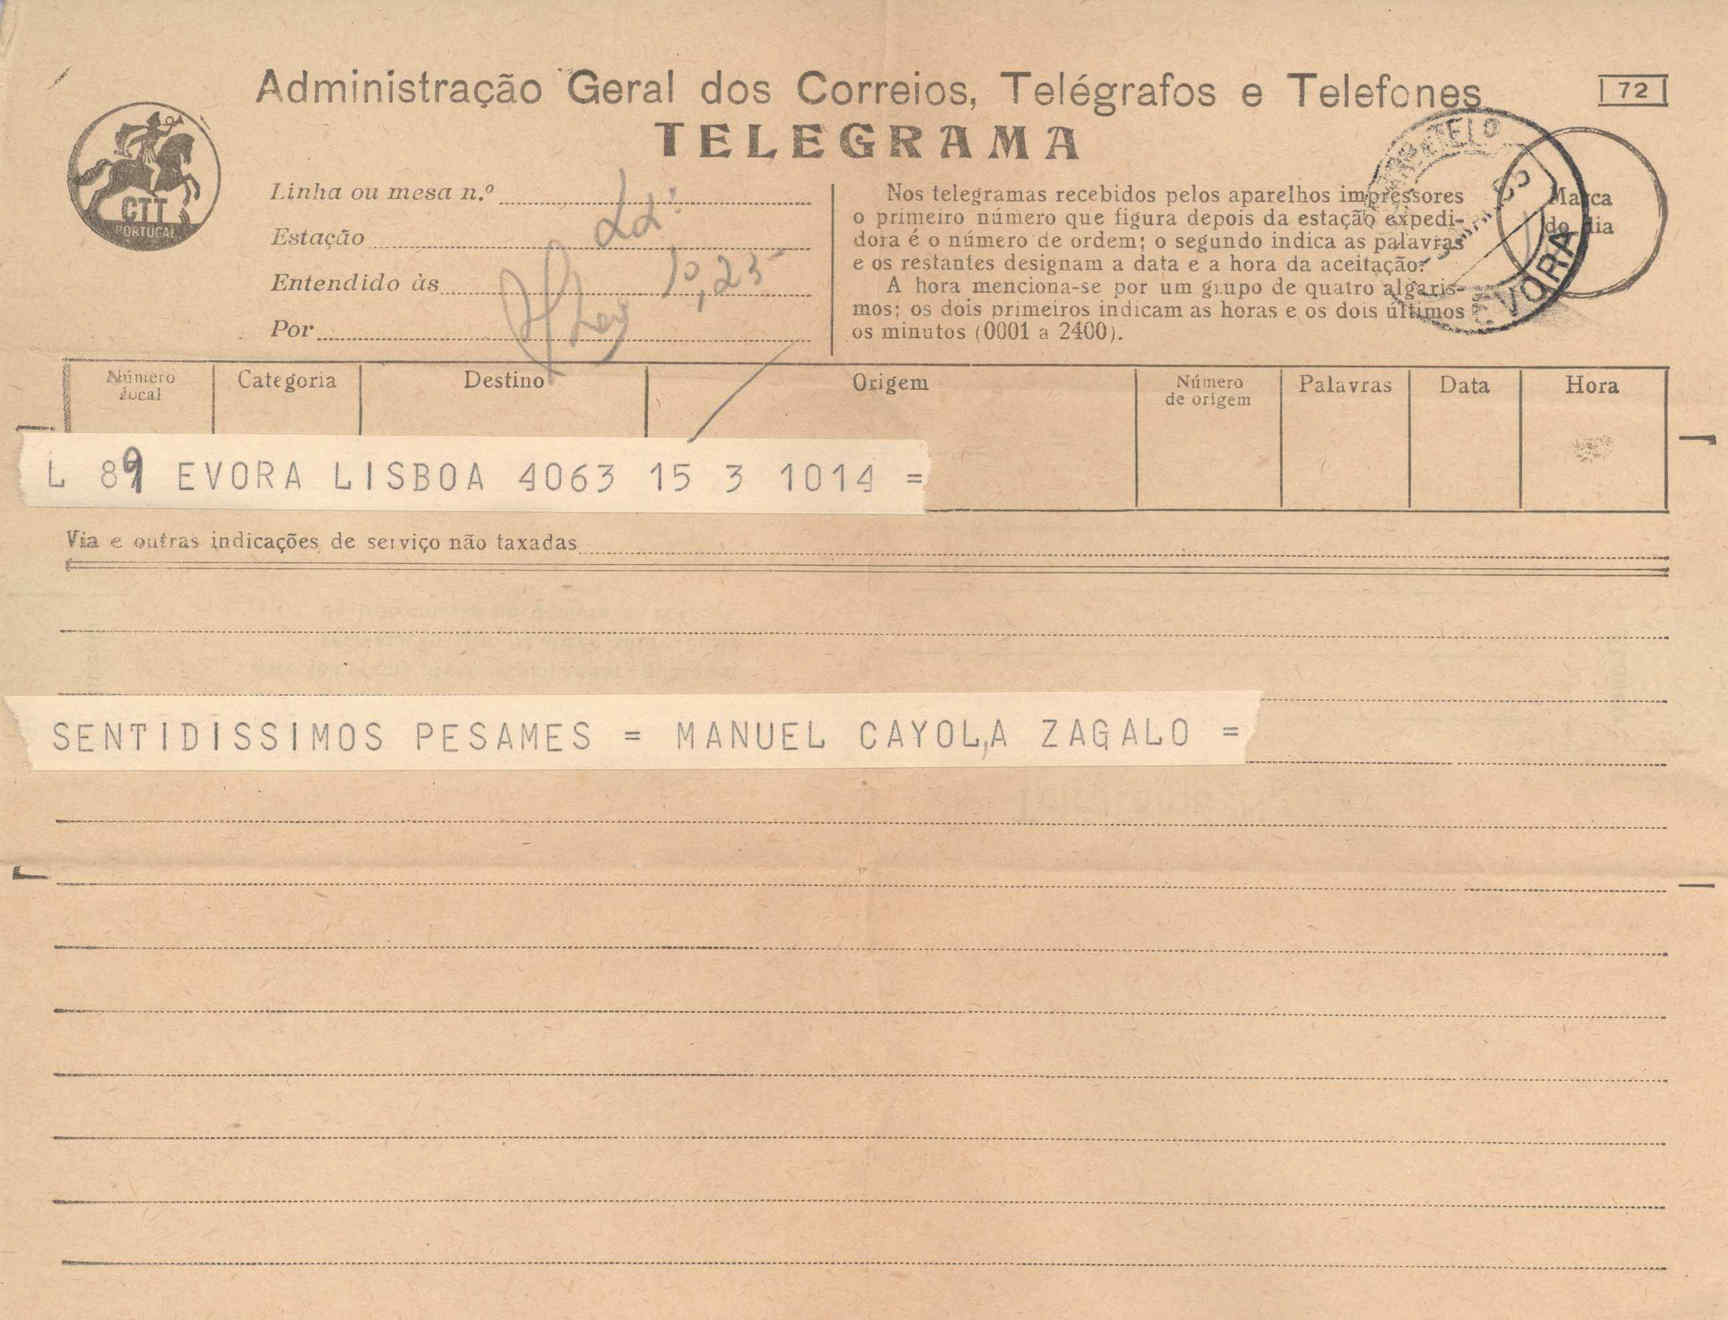 Administração Geral dos Correios, Telégrafos e Telefones
72
TELEGRAMA
CTT
PORTUGAL
Linha ou mesa n.º
Estação
Entendido às 10,25
Por
Nos telegramas recebidos pelos aparelhos impressores
o primeiro número que figura depois da estação expedi-
dora é o número de ordem; o segundo indica as palavras
e os restantes designam a data e a hora da aceitação.
A hora menciona-se por um grupo de quatro algaris-
mos; os dois primeiros indicam as horas e os dois últimos
os minutos (0001 a 2400).
Marca
do dia
EVORA
Número
local
Categoria
Destino
Origem
Número
de origem
Palavras
Data
Hora
L 89 EVORA LISBOA 4063 15 3 1014 =
Via e outras indicações de serviço não taxadas
SENTIDISSIMOS PESAMES = MANUEL CAYOLA ZAGALO =